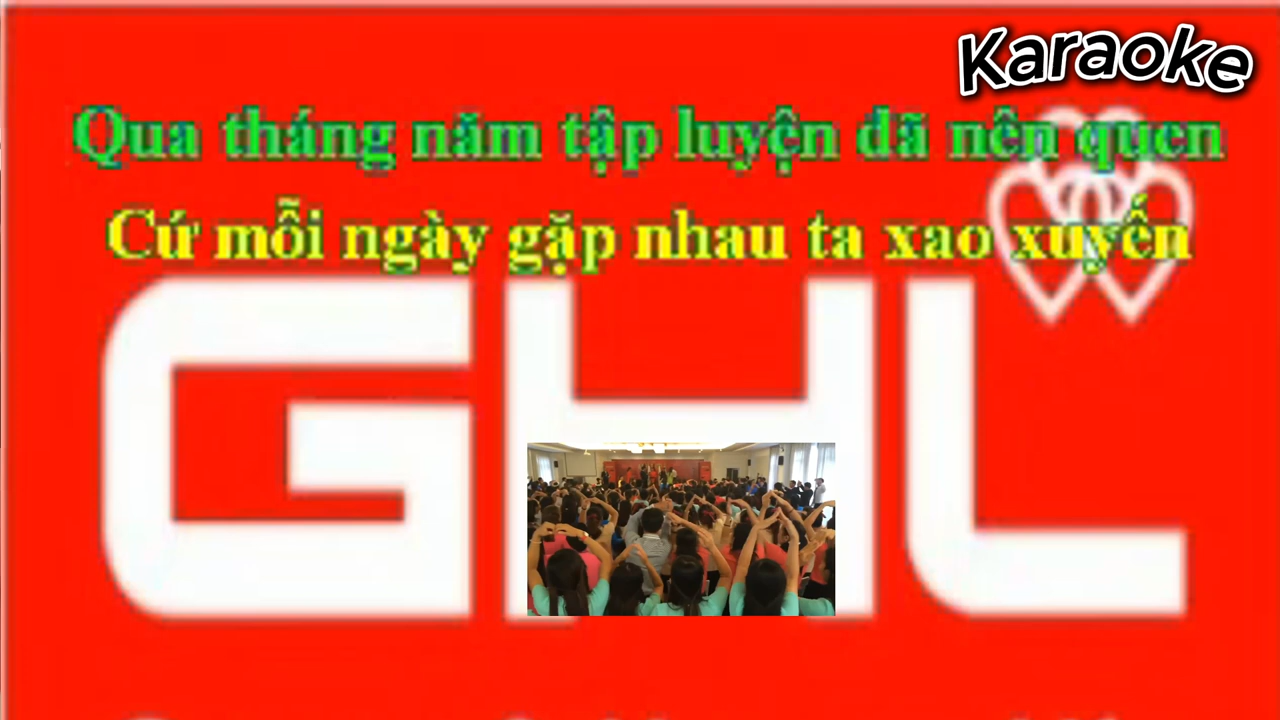 Karaoke
Qua tháng năm tập luyện đã nên quen
Cứ mỗi ngày gặp nhau ta xao xuyến
GHL